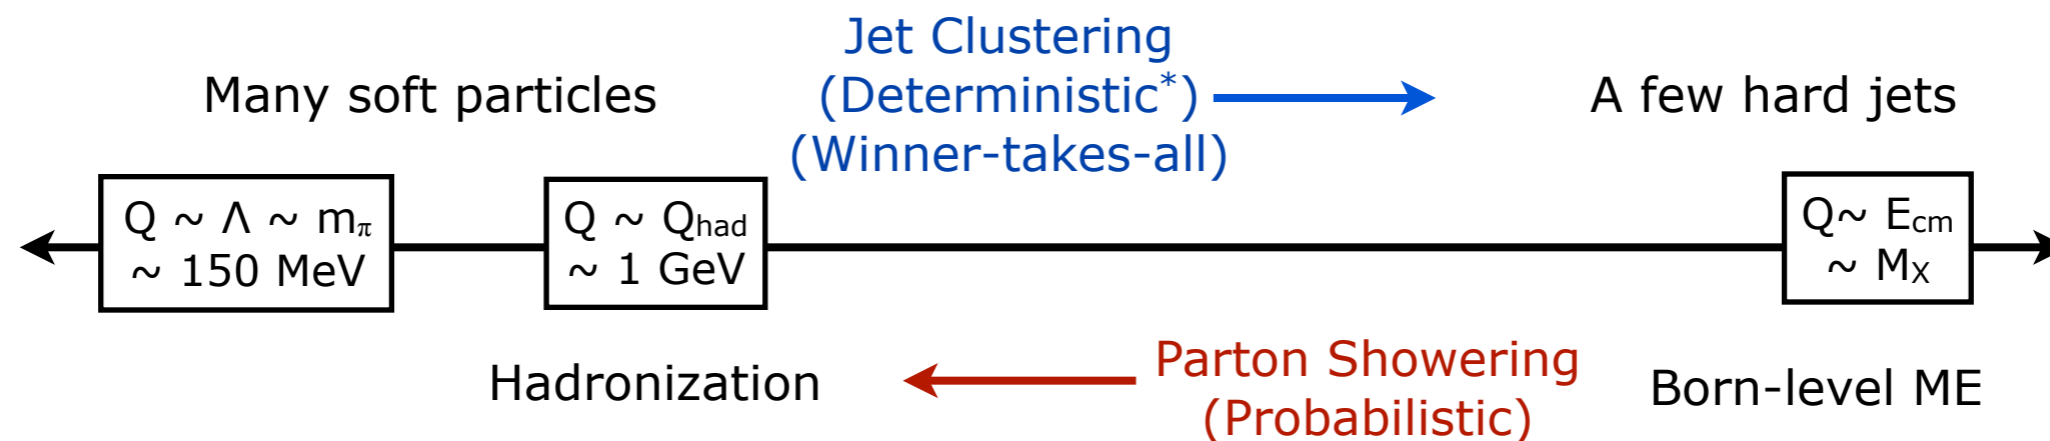 Jet Clustering
Many soft particles
(Deterministic*)
A few hard jets
(Winner-takes-all)
Q ~ Λ ~ mπ
~ 150 MeV
Q ~ Qhad
~ 1 GeV
Q~ Ecm
~ MX
Hadronization
Parton Showering
(Probabilistic)
Born-level ME